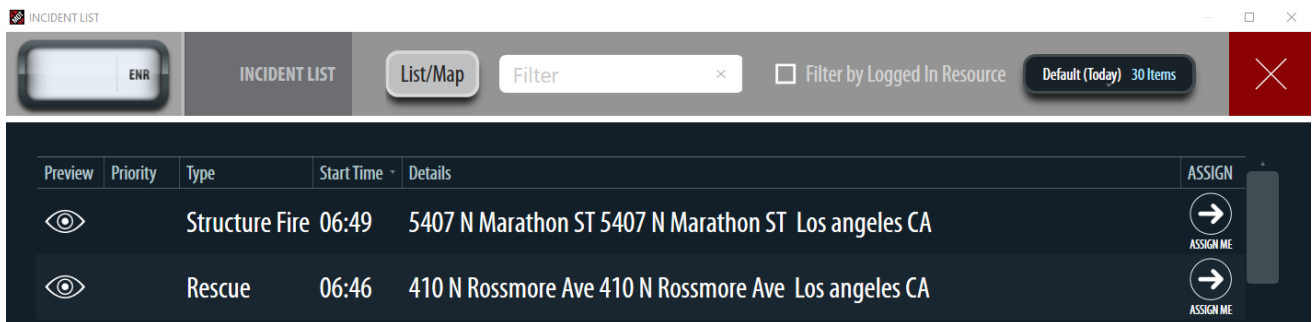 INCIDENT LIST
ENR INCIDENT LIST List/Map Filter × Filter by Logged In Resource Default (Today) 30 Items
Preview Priority Type Start Time Details ASSIGN
Structure Fire 06:49 5407 N Marathon ST 5407 N Marathon ST Los angeles CA
ASSIGN ME
Rescue 06:46 410 N Rossmore Ave 410 N Rossmore Ave Los angeles CA
ASSIGN ME